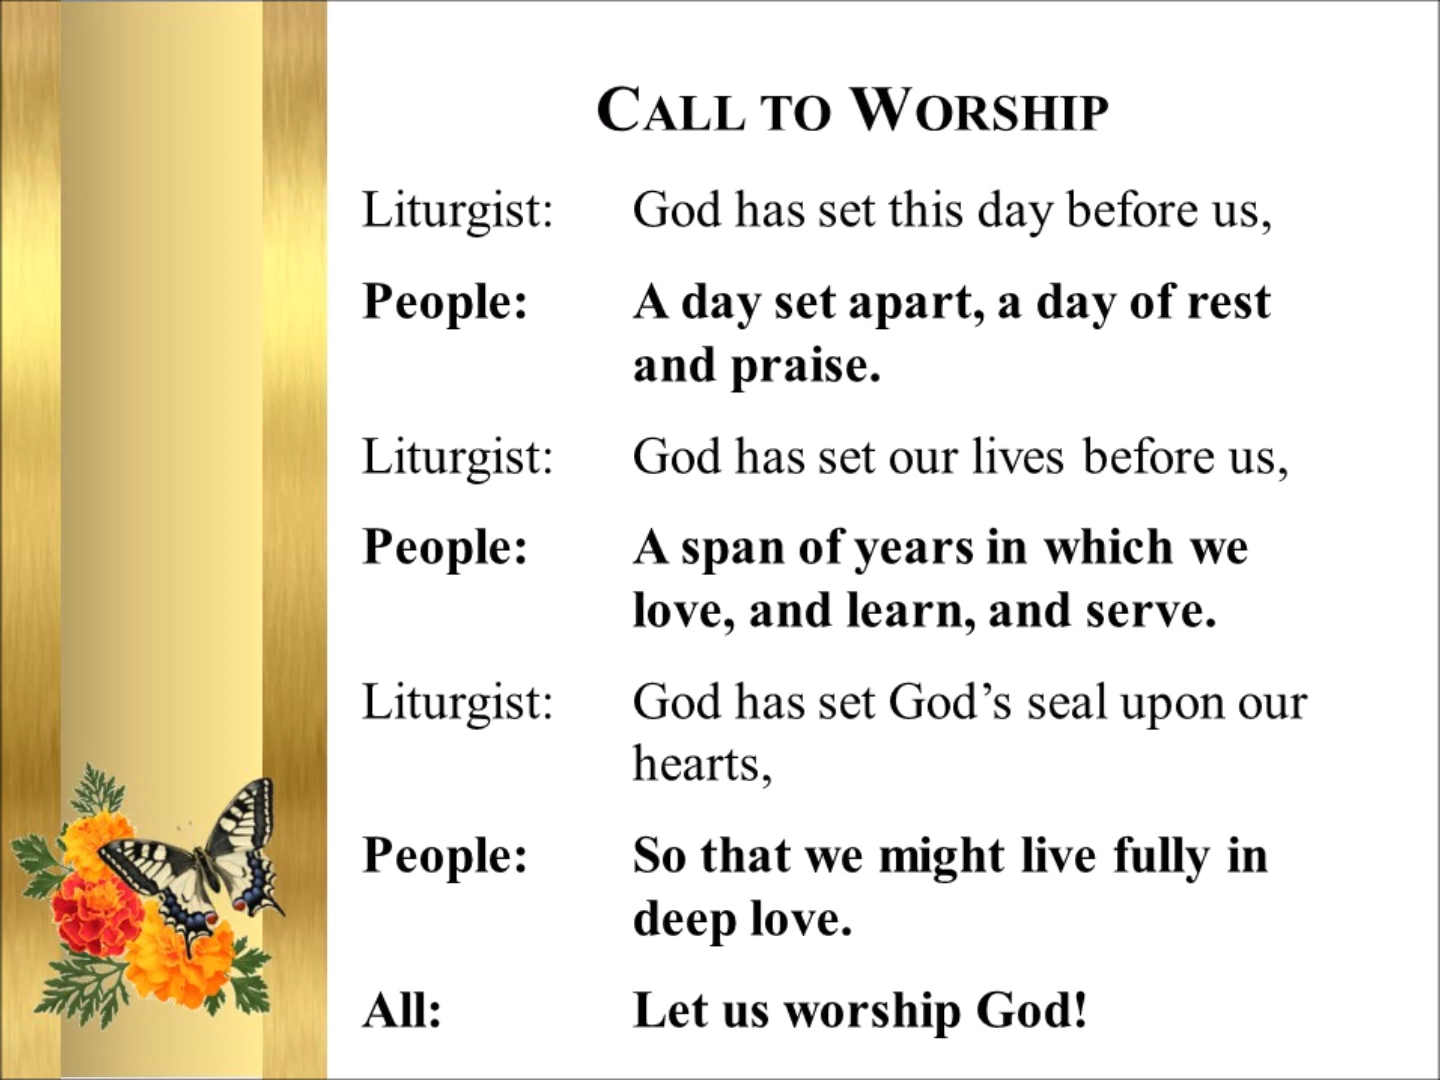 CALL TO WORSHIP
Liturgist: God has set this day before us,
People: A day set apart, a day of rest
and praise.
Liturgist: God has set our lives before us,
People: A span of years in which we
love, and learn, and serve.
Liturgist: God has set God’s seal upon our
hearts,
People: So that we might live fully in
deep love.
All: Let us worship God!